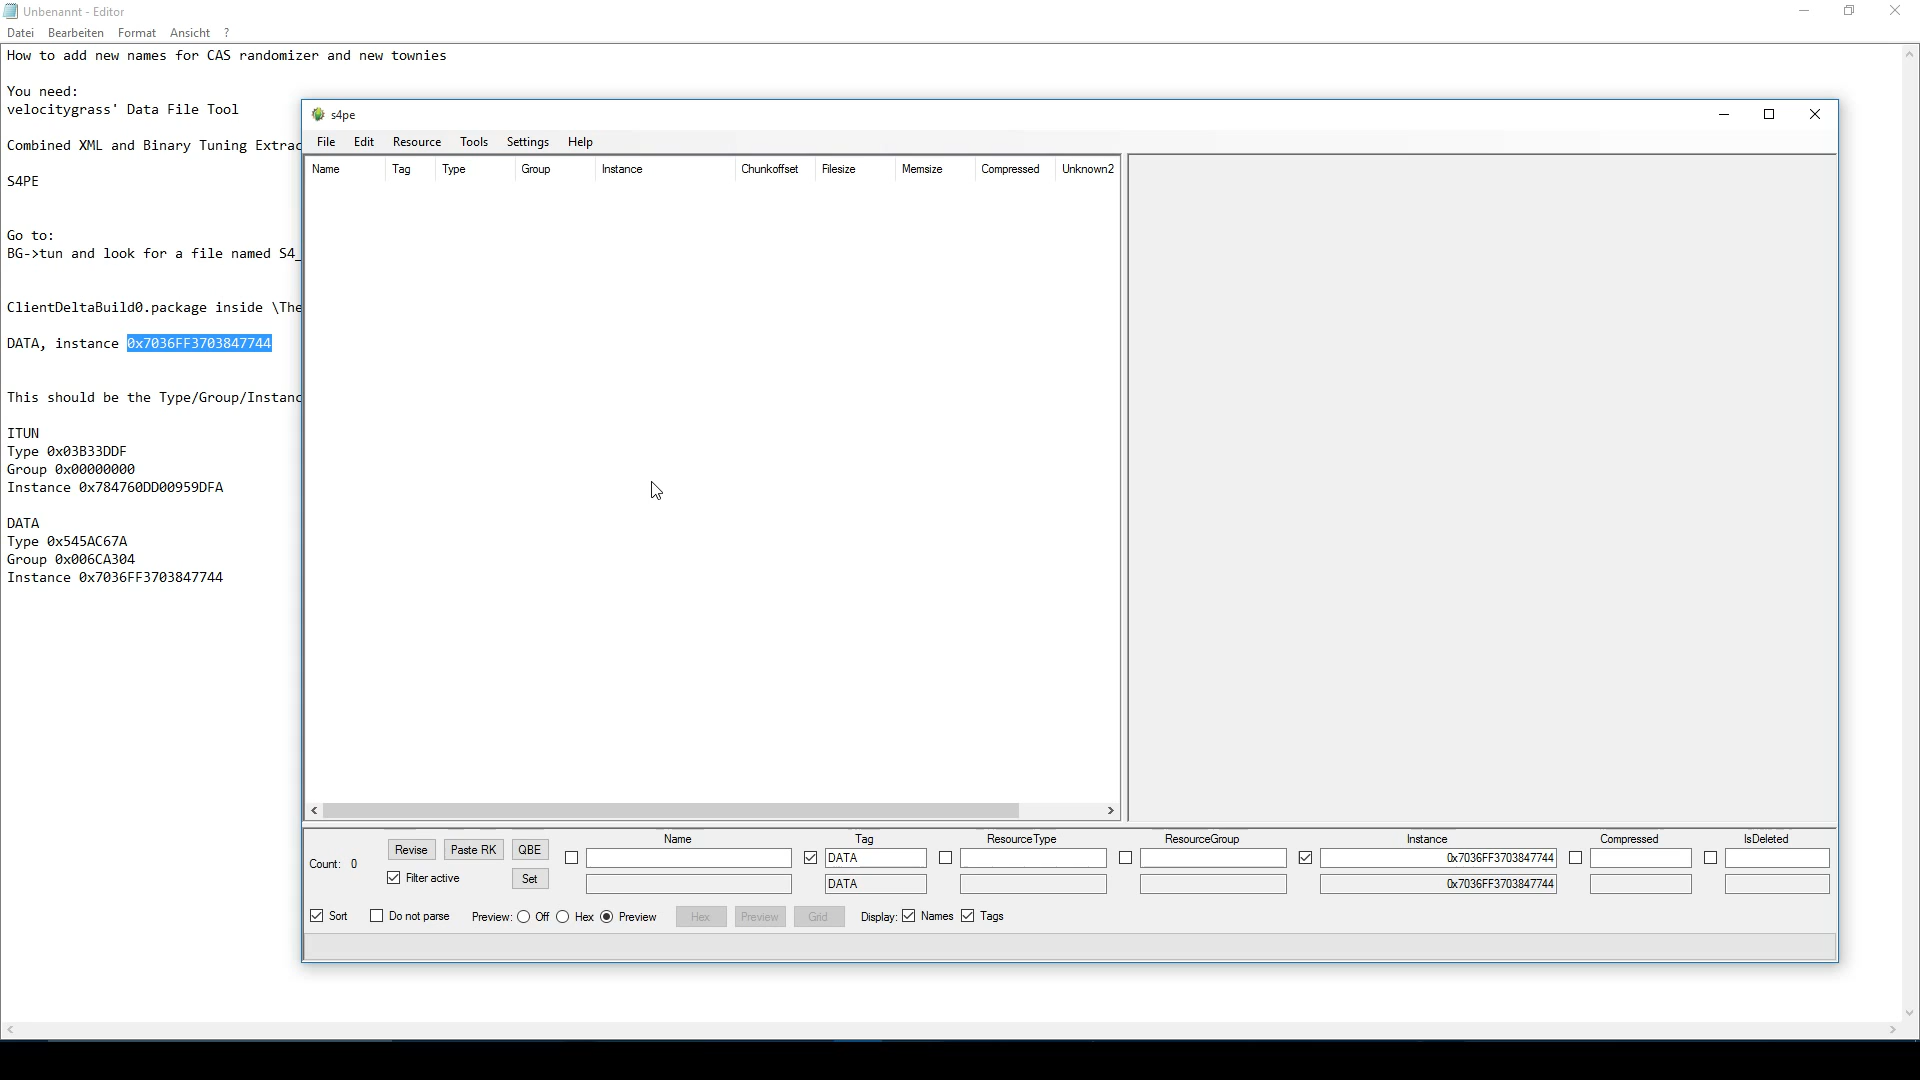 Unbenannt - Editor
Datei Bearbeiten Format Ansicht ?
How to add new names for CAS randomizer and new townies
You need:
velocitygrass' Data File Tool
Combined XML and Binary Tuning Extrac
S4PE
Go to:
BG->tun and look for a file named S4_
ClientDeltaBuild0.package inside \The
DATA, instance 0x7036FF3703847744
This should be the Type/Group/Instanc
ITUN
Type 0x03B33DDF
Group 0x00000000
Instance 0x784760DD00959DFA
DATA
Type 0x545AC67A
Group 0x006CA304
Instance 0x7036FF3703847744
s4pe
File Edit Resource Tools Settings Help
Name Tag Type Group Instance Chunkoffset Filesize Memsize Compressed Unknown2
Name Tag ResourceType ResourceGroup Instance Compressed IsDeleted
Count: 0 Revise Paste RK QBE DATA 0x7036FF3703847744
Filter active Set DATA 0x7036FF3703847744
Sort Do not parse Preview: Off Hex Preview Hex Preview Grid Display: Names Tags